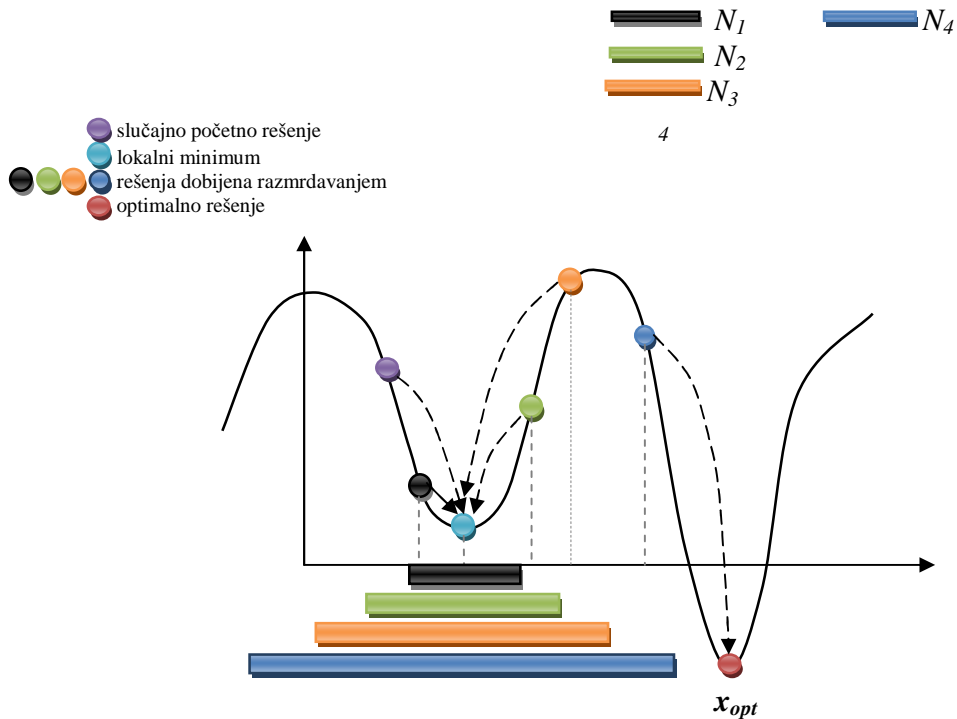 N1 N4
N2
N3
4
slučajno početno rešenje
lokalni minimum
rešenja dobijena razmrdavanjem
optimalno rešenje
xopt